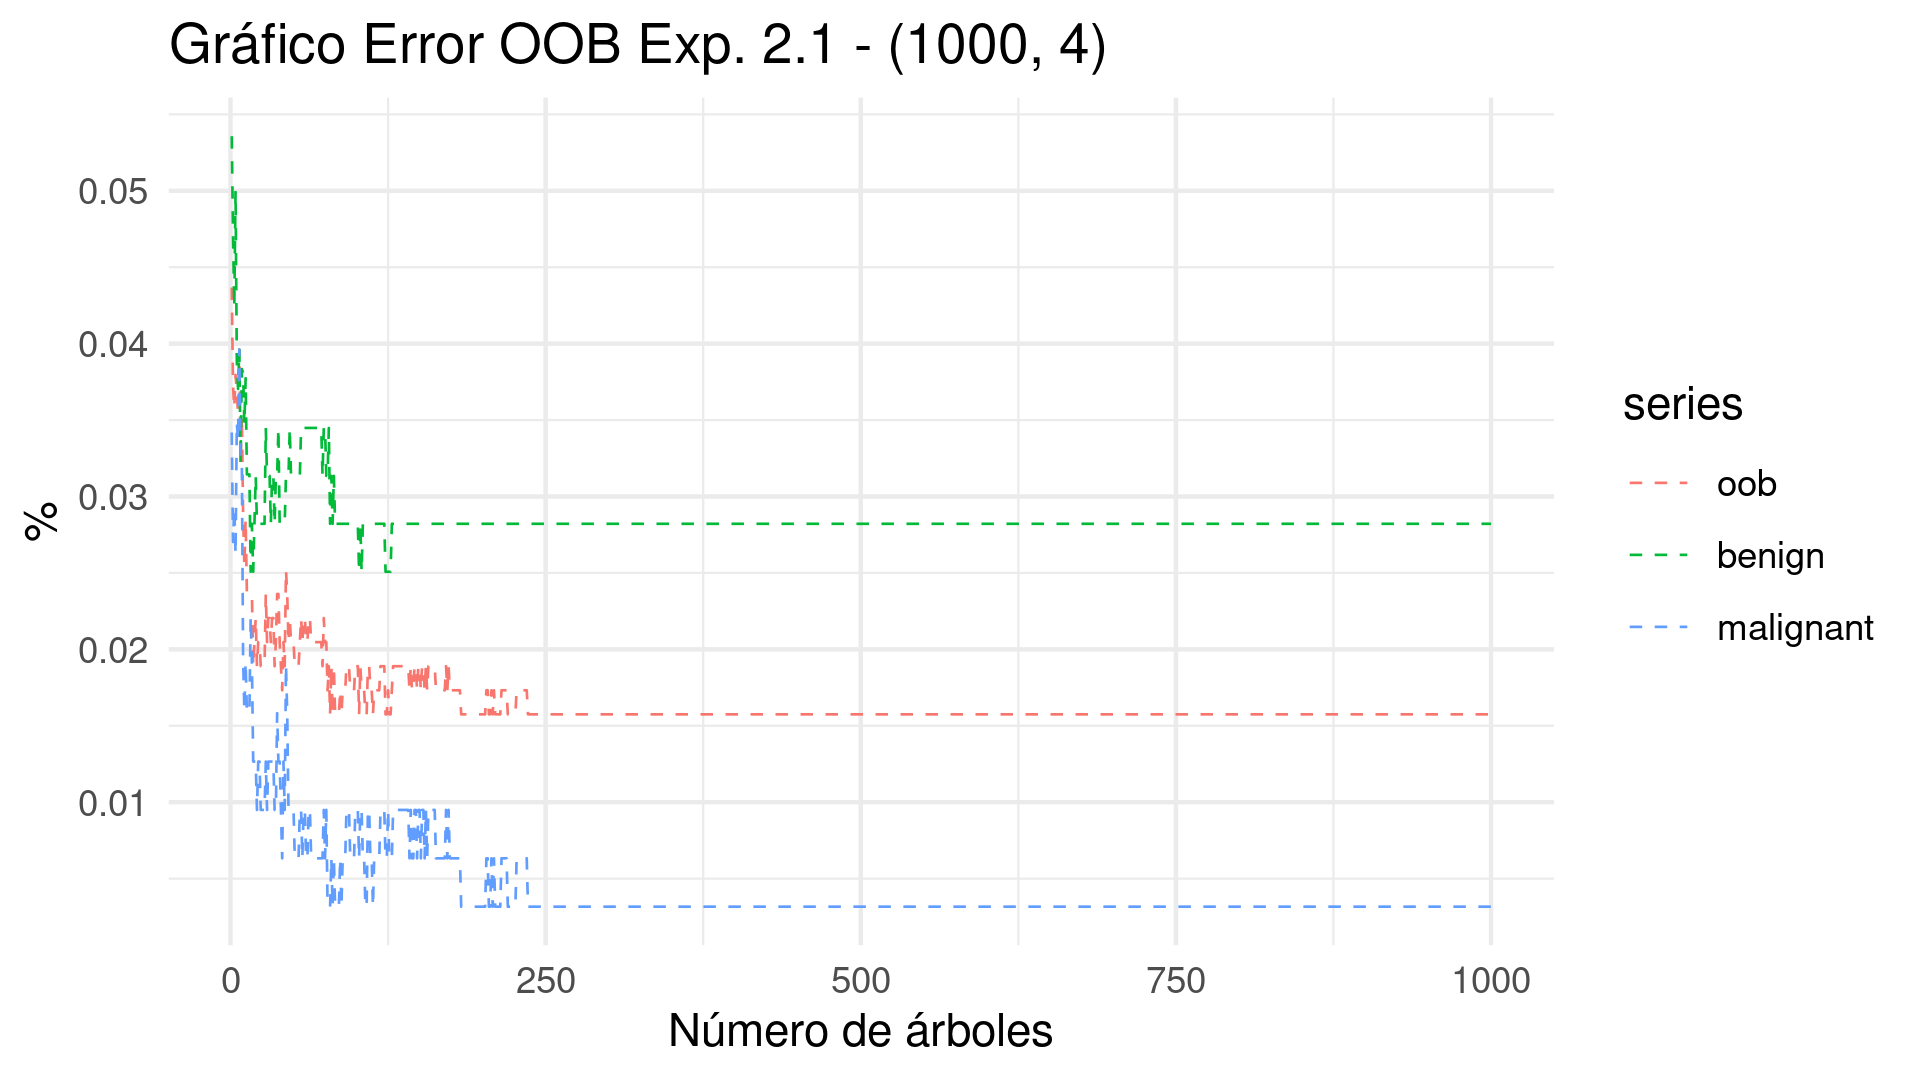 Gráfico Error OOB Exp. 2.1 - (1000, 4)
%
0.05
0.04
0.03
0.02
0.01
0 250 500 750 1000
Número de árboles
series
oob
benign
malignant